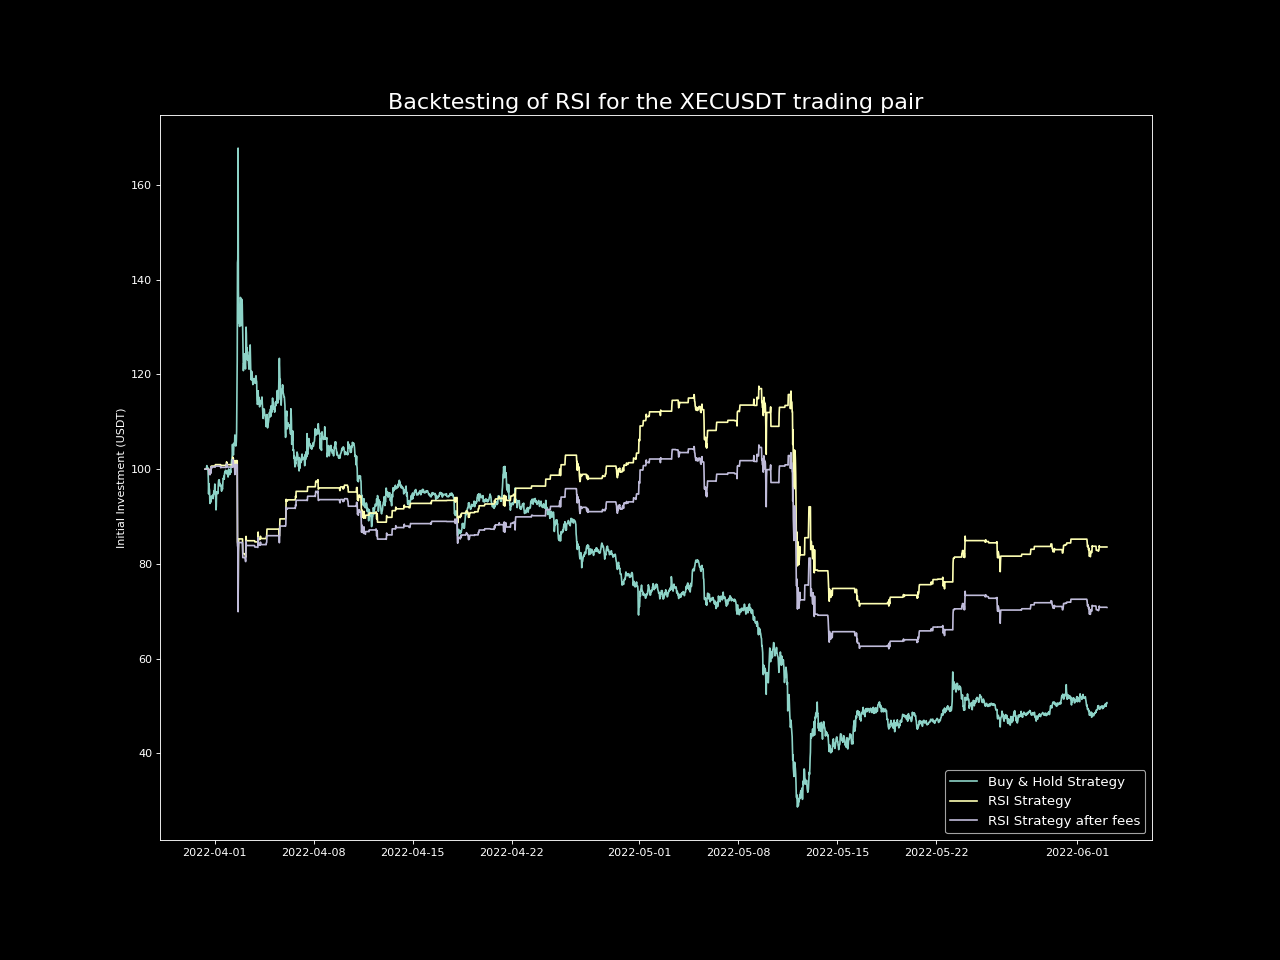 Backtesting of RSI for the XECUSDT trading pair
Initial Investment (USDT)
160
140
120
100
80
60
40
2022-04-01 2022-04-08 2022-04-15 2022-04-22 2022-05-01 2022-05-08 2022-05-15 2022-05-22 2022-06-01
Buy & Hold Strategy
RSI Strategy
RSI Strategy after fees